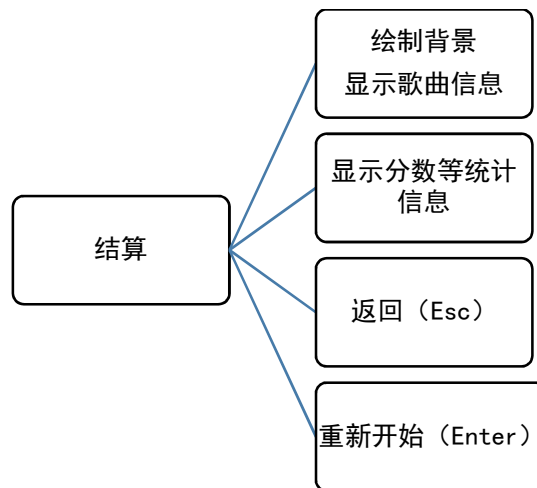 绘制背景
显示歌曲信息
显示分数等统计
信息
结算
返回（Esc）
重新开始（Enter）